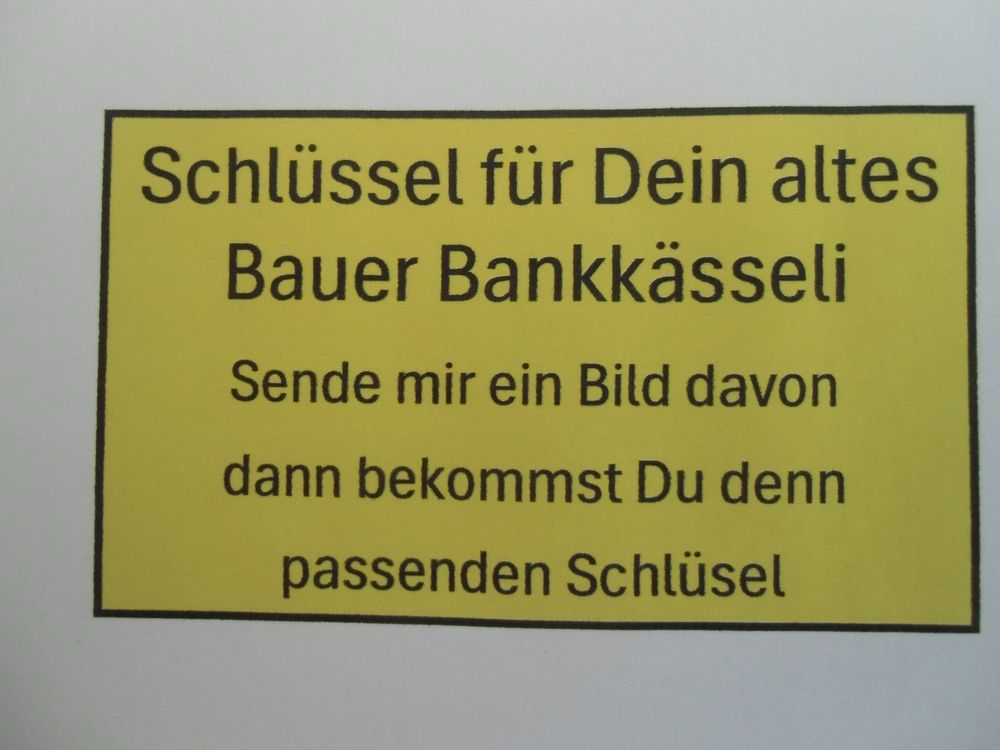 Schlüssel für Dein altes
Bauer Bankkässeli
Sende mir ein Bild davon
dann bekommst Du denn
passenden Schlüsel